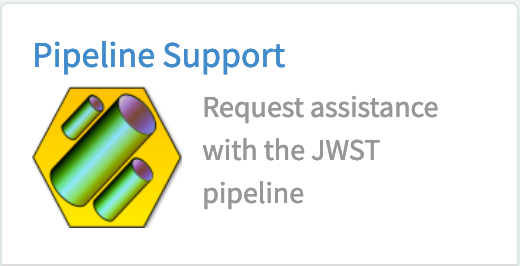 Pipeline Support
Request assistance
with the JWST
pipeline